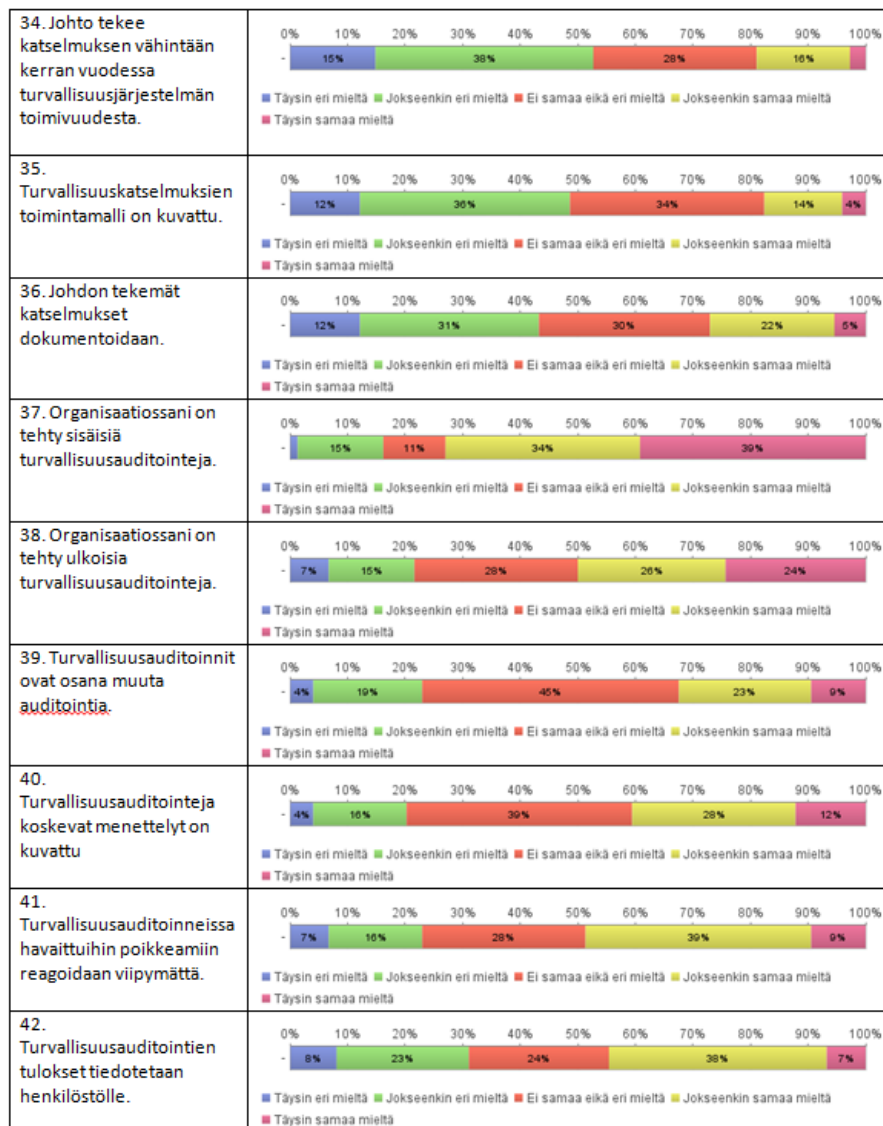 34. Johto tekee
katselmuksen vähintään
kerran vuodessa
turvallisuusjärjestelmän
toimivuudesta.
0% 10% 20% 30% 40% 50% 60% 70% 80% 90% 100%
- 15% 38% 28% 16%
Täysin eri mieltä Jokseenkin eri mieltä Ei samaa eikä eri mieltä Jokseenkin samaa mieltä
Täysin samaa mieltä
35.
Turvallisuuskatselmuksien
toimintamalli on kuvattu.
0% 10% 20% 30% 40% 50% 60% 70% 80% 90% 100%
- 12% 36% 34% 14% 4%
Täysin eri mieltä Jokseenkin eri mieltä Ei samaa eikä eri mieltä Jokseenkin samaa mieltä
Täysin samaa mieltä
36. Johdon tekemät
katselmukset
dokumentoidaan.
0% 10% 20% 30% 40% 50% 60% 70% 80% 90% 100%
- 12% 31% 30% 22% 5%
Täysin eri mieltä Jokseenkin eri mieltä Ei samaa eikä eri mieltä Jokseenkin samaa mieltä
Täysin samaa mieltä
37. Organisaatiossani on
tehty sisäisiä
turvallisuusauditointeja.
0% 10% 20% 30% 40% 50% 60% 70% 80% 90% 100%
- 15% 11% 34% 39%
Täysin eri mieltä Jokseenkin eri mieltä Ei samaa eikä eri mieltä Jokseenkin samaa mieltä
Täysin samaa mieltä
38. Organisaatiossani on
tehty ulkoisia
turvallisuusauditointeja.
0% 10% 20% 30% 40% 50% 60% 70% 80% 90% 100%
- 7% 15% 28% 26% 24%
Täysin eri mieltä Jokseenkin eri mieltä Ei samaa eikä eri mieltä Jokseenkin samaa mieltä
Täysin samaa mieltä
39. Turvallisuusauditoinnit
ovat osana muuta
auditointia.
0% 10% 20% 30% 40% 50% 60% 70% 80% 90% 100%
- 4% 19% 45% 23% 9%
Täysin eri mieltä Jokseenkin eri mieltä Ei samaa eikä eri mieltä Jokseenkin samaa mieltä
Täysin samaa mieltä
40.
Turvallisuusauditointeja
koskevat menettelyt on
kuvattu
0% 10% 20% 30% 40% 50% 60% 70% 80% 90% 100%
- 4% 16% 39% 28% 12%
Täysin eri mieltä Jokseenkin eri mieltä Ei samaa eikä eri mieltä Jokseenkin samaa mieltä
Täysin samaa mieltä
41.
Turvallisuusauditoinneissa
havaittuihin poikkeamiin
reagoidaan viipymättä.
0% 10% 20% 30% 40% 50% 60% 70% 80% 90% 100%
- 7% 16% 28% 39% 9%
Täysin eri mieltä Jokseenkin eri mieltä Ei samaa eikä eri mieltä Jokseenkin samaa mieltä
Täysin samaa mieltä
42.
Turvallisuusauditointien
tulokset tiedotetaan
henkilöstölle.
0% 10% 20% 30% 40% 50% 60% 70% 80% 90% 100%
- 8% 23% 24% 38% 7%
Täysin eri mieltä Jokseenkin eri mieltä Ei samaa eikä eri mieltä Jokseenkin samaa mieltä
Täysin samaa mieltä